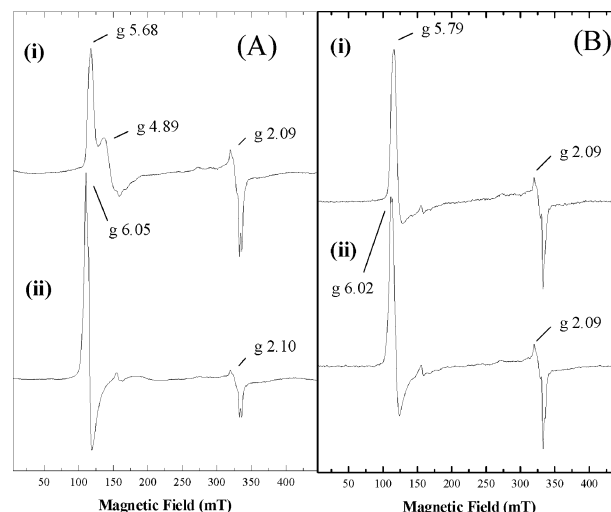 (A)
(i)
g 5.68
g 4.89
g 2.09
g 6.05
(ii)
g 2.10
50 100 150 200 250 300 350 400
Magnetic Field (mT)
(B)
(i)
g 5.79
g 2.09
(ii)
g 6.02
g 2.09
50 100 150 200 250 300 350 400
Magnetic Field (mT)